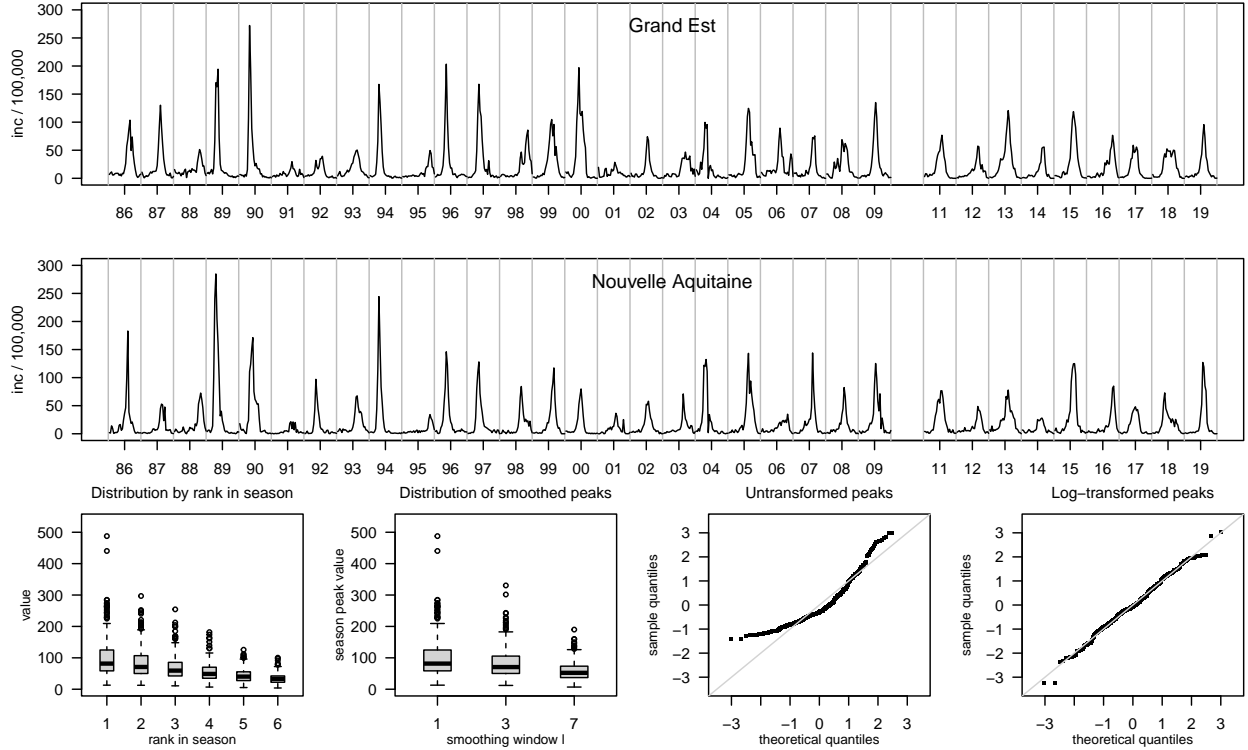 Grand Est
inc / 100,000
300
250
200
150
100
50
0
86 87 88 89 90 91 92 93 94 95 96 97 98 99 00 01 02 03 04 05 06 07 08 09 11 12 13 14 15 16 17 18 19
Nouvelle Aquitaine
inc / 100,000
300
250
200
150
100
50
0
86 87 88 89 90 91 92 93 94 95 96 97 98 99 00 01 02 03 04 05 06 07 08 09 11 12 13 14 15 16 17 18 19
Distribution by rank in season
value
500
400
300
200
100
0
1 2 3 4 5 6
rank in season
Distribution of smoothed peaks
season peak value
500
400
300
200
100
0
1 3 7
smoothing window l
Untransformed peaks
sample quantiles
3
2
1
0
−1
−2
−3
−3 −1 0 1 2 3
theoretical quantiles
Log−transformed peaks
sample quantiles
3
2
1
0
−1
−2
−3
−3 −1 0 1 2 3
theoretical quantiles